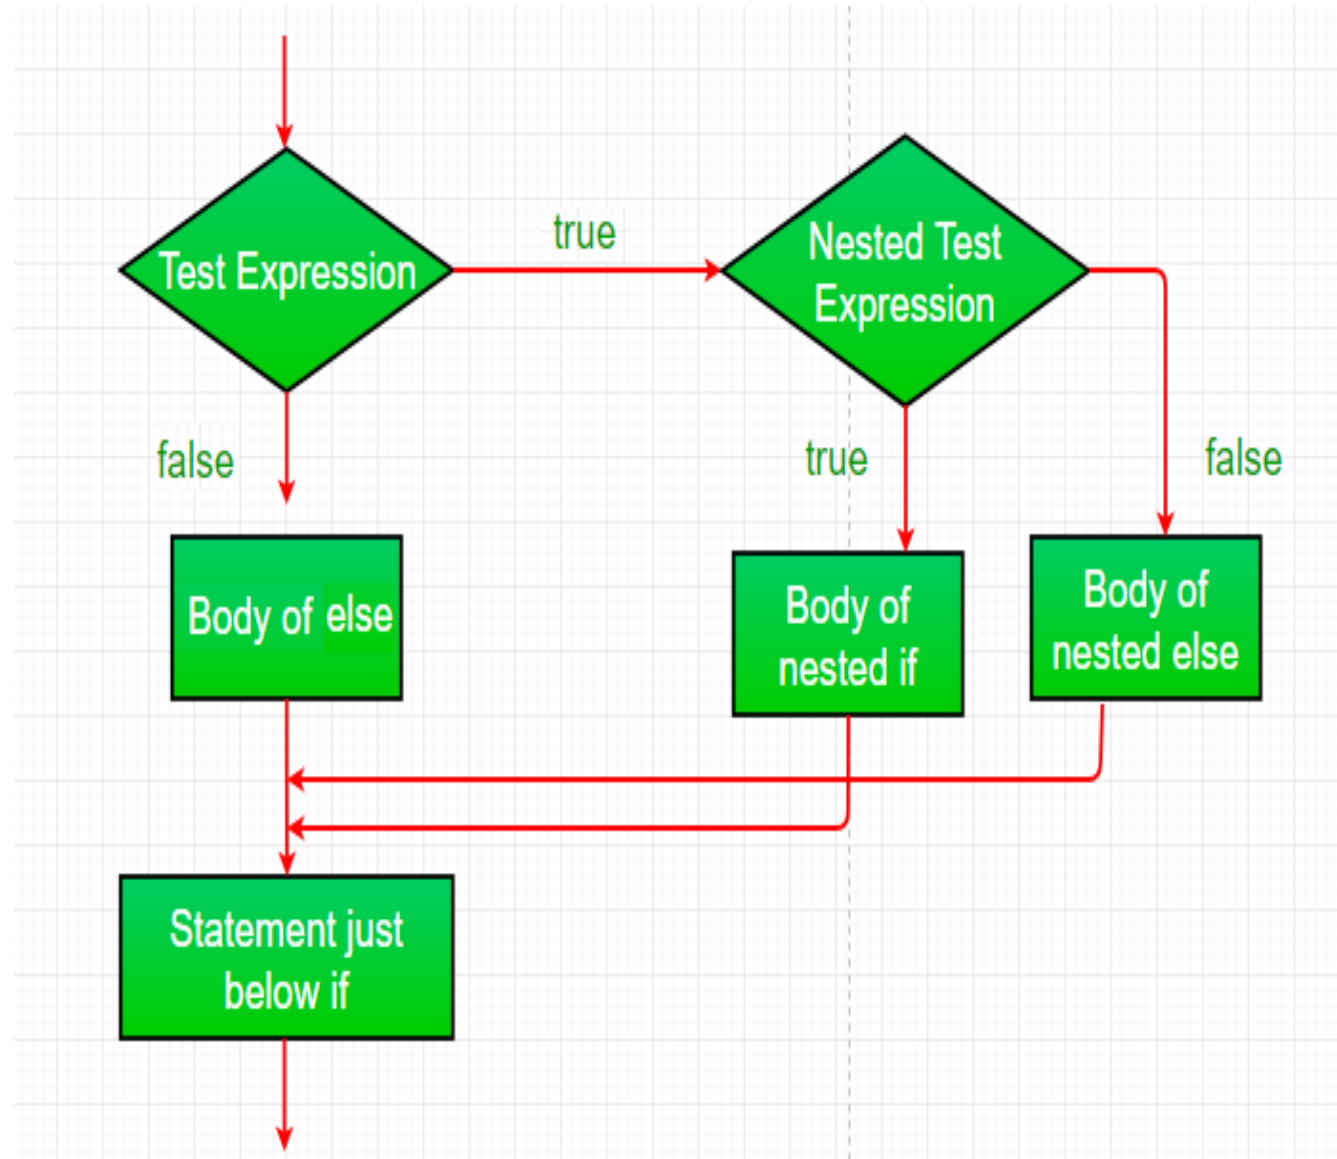 Test Expression
true
Nested Test
Expression
false
true
false
Body of else
Body of
nested if
Body of
nested else
Statement just
below if